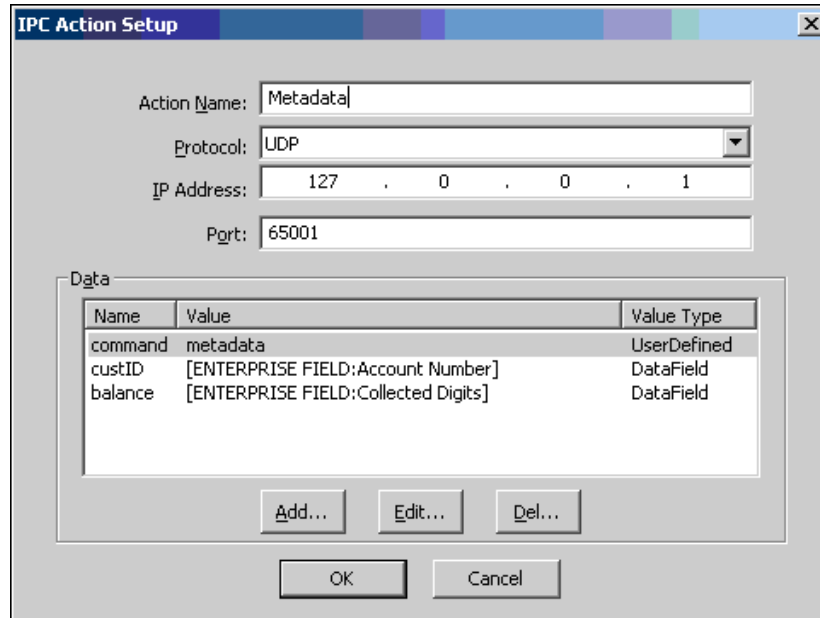 IPC Action Setup
Action Name: Metadata
Protocol: UDP
IP Address: 127 . 0 . 0 . 1
Port: 65001
Data
Name Value Value Type
command metadata UserDefined
custID [ENTERPRISE FIELD:Account Number] DataField
balance [ENTERPRISE FIELD:Collected Digits] DataField
Add... Edit... Del...
OK Cancel